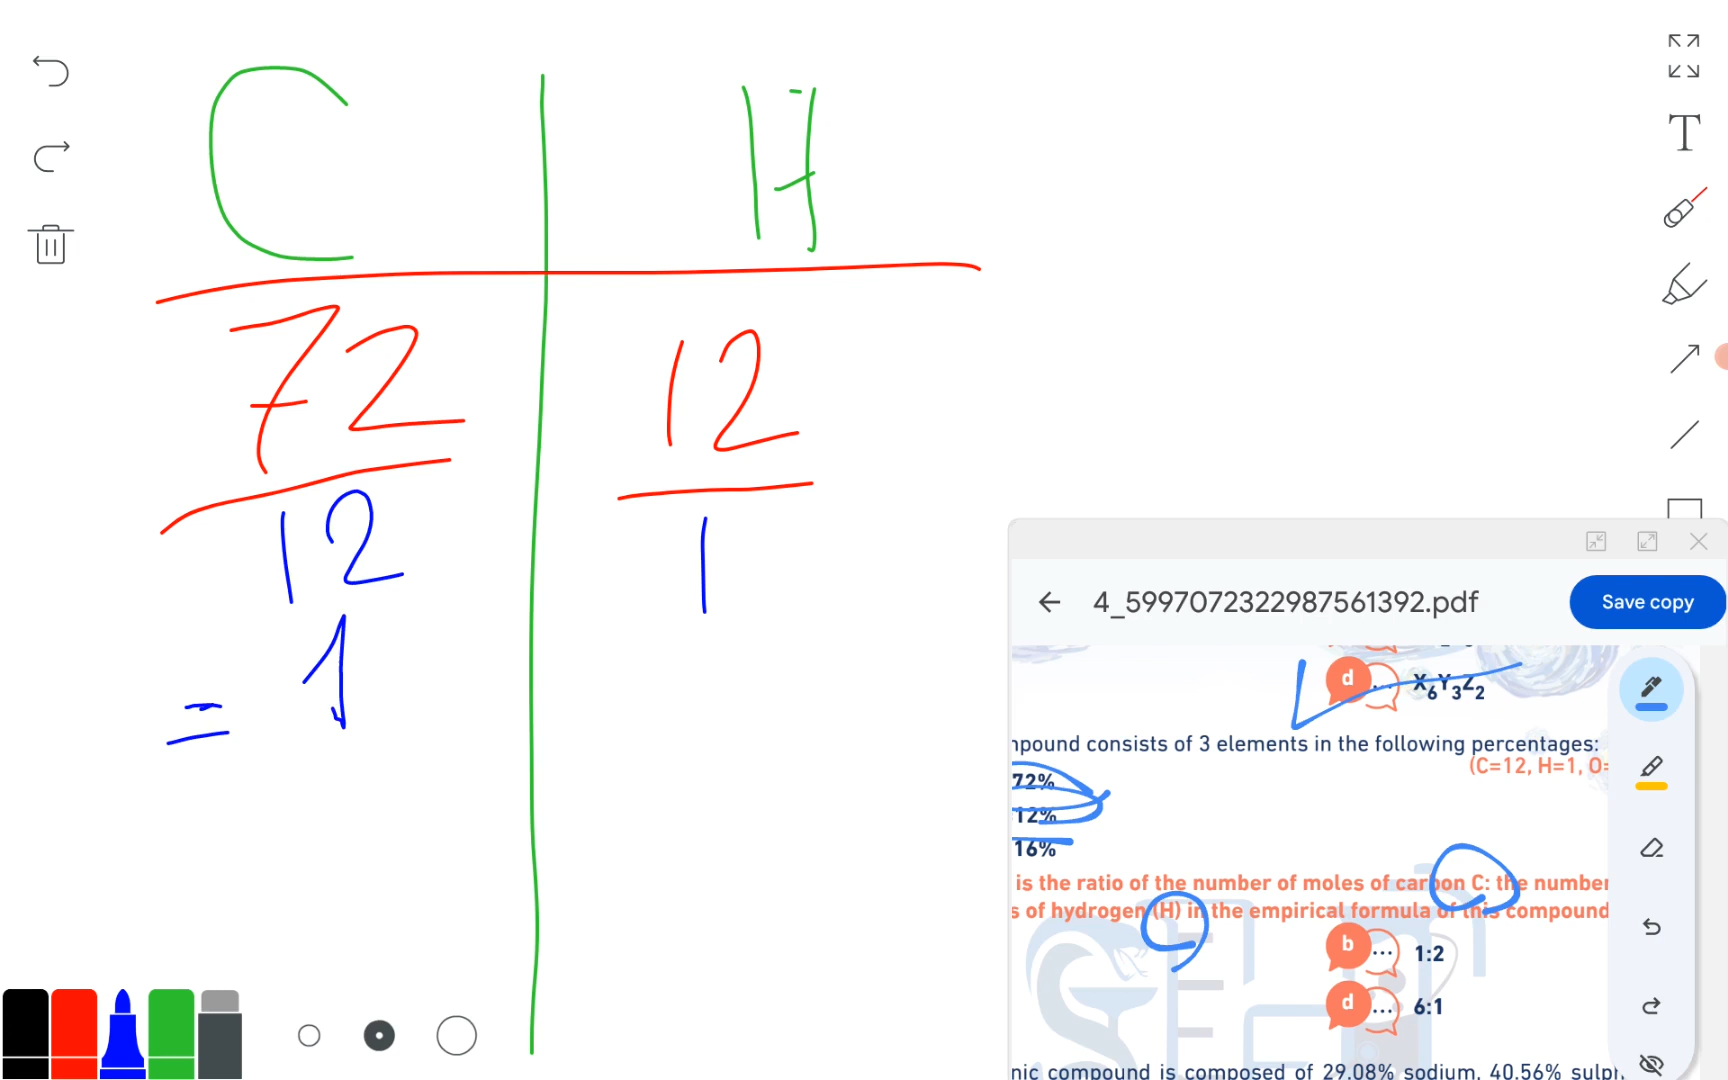 C H
72 12
12 1
= 1
T
4_5997072322987561392.pdf Save copy
d ... X6Y3Z2
npound consists of 3 elements in the following percentages:
(C=12, H=1, O=
72%
12%
16%
is the ratio of the number of moles of carbon C: the number
s of hydrogen (H) in the empirical formula of this compound
b ... 1:2
d ... 6:1
nic compound is composed of 29.08% sodium, 40.56% sulph